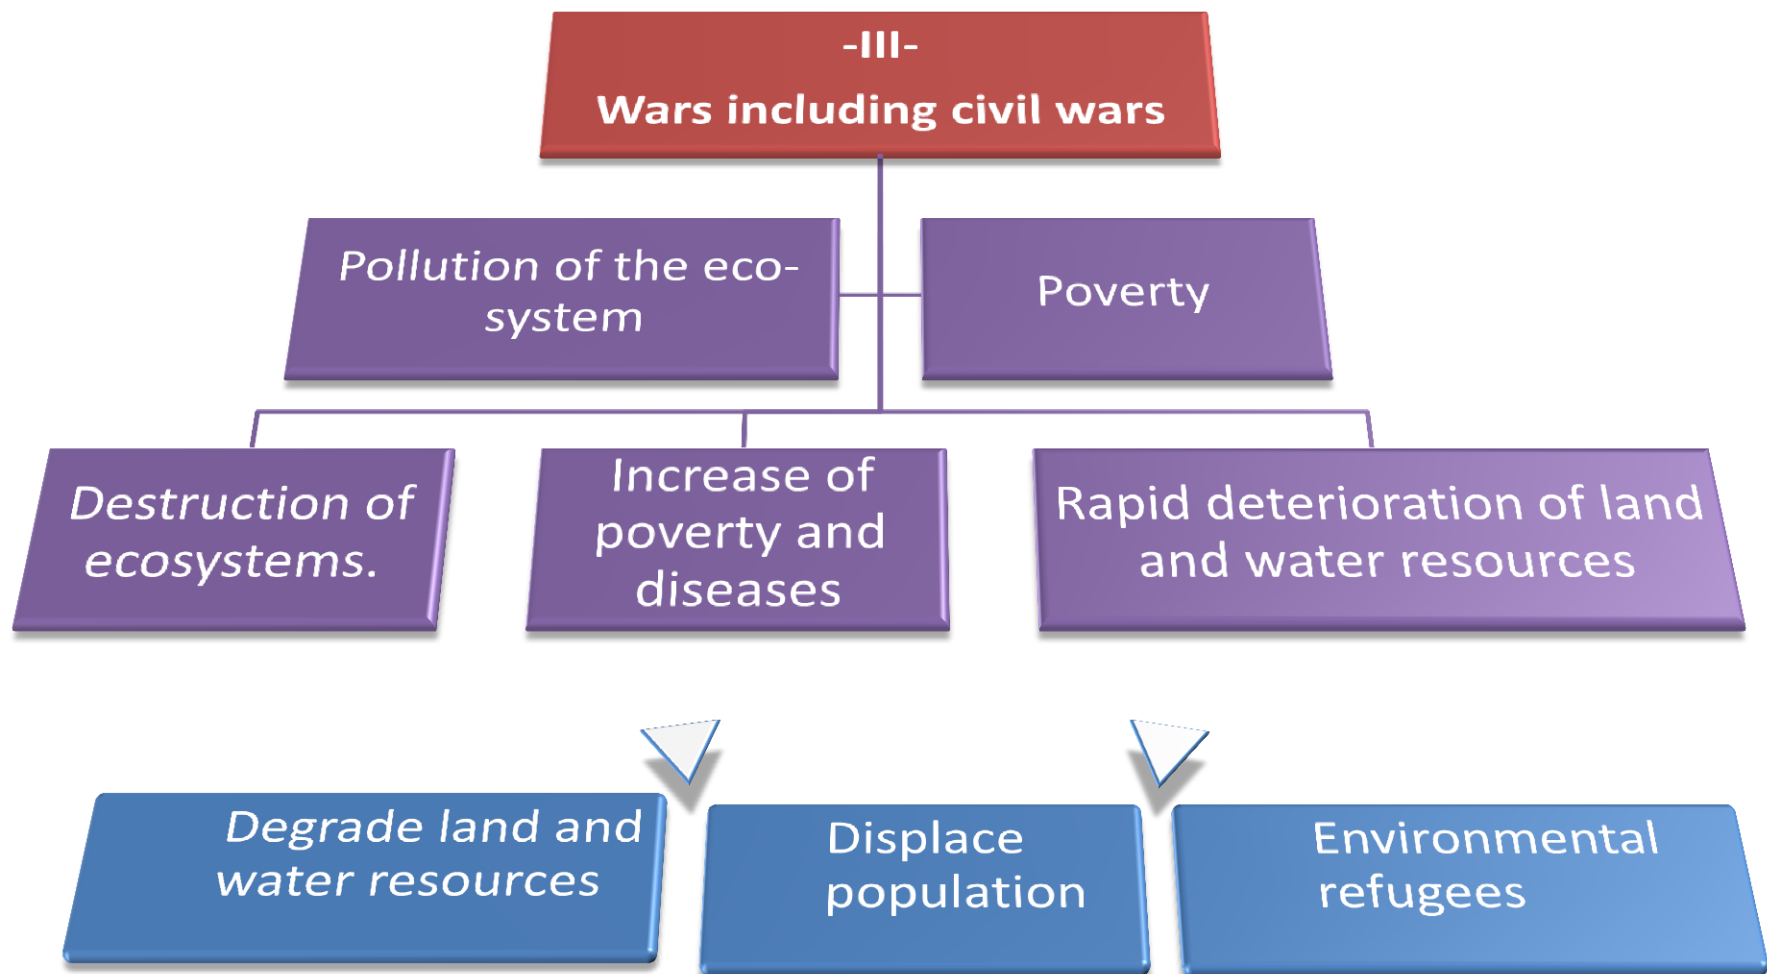 -III-
Wars including civil wars
Pollution of the eco-
system
Poverty
Destruction of
ecosystems.
Increase of
poverty and
diseases
Rapid deterioration of land
and water resources
Degrade land and
water resources
Displace
population
Environmental
refugees